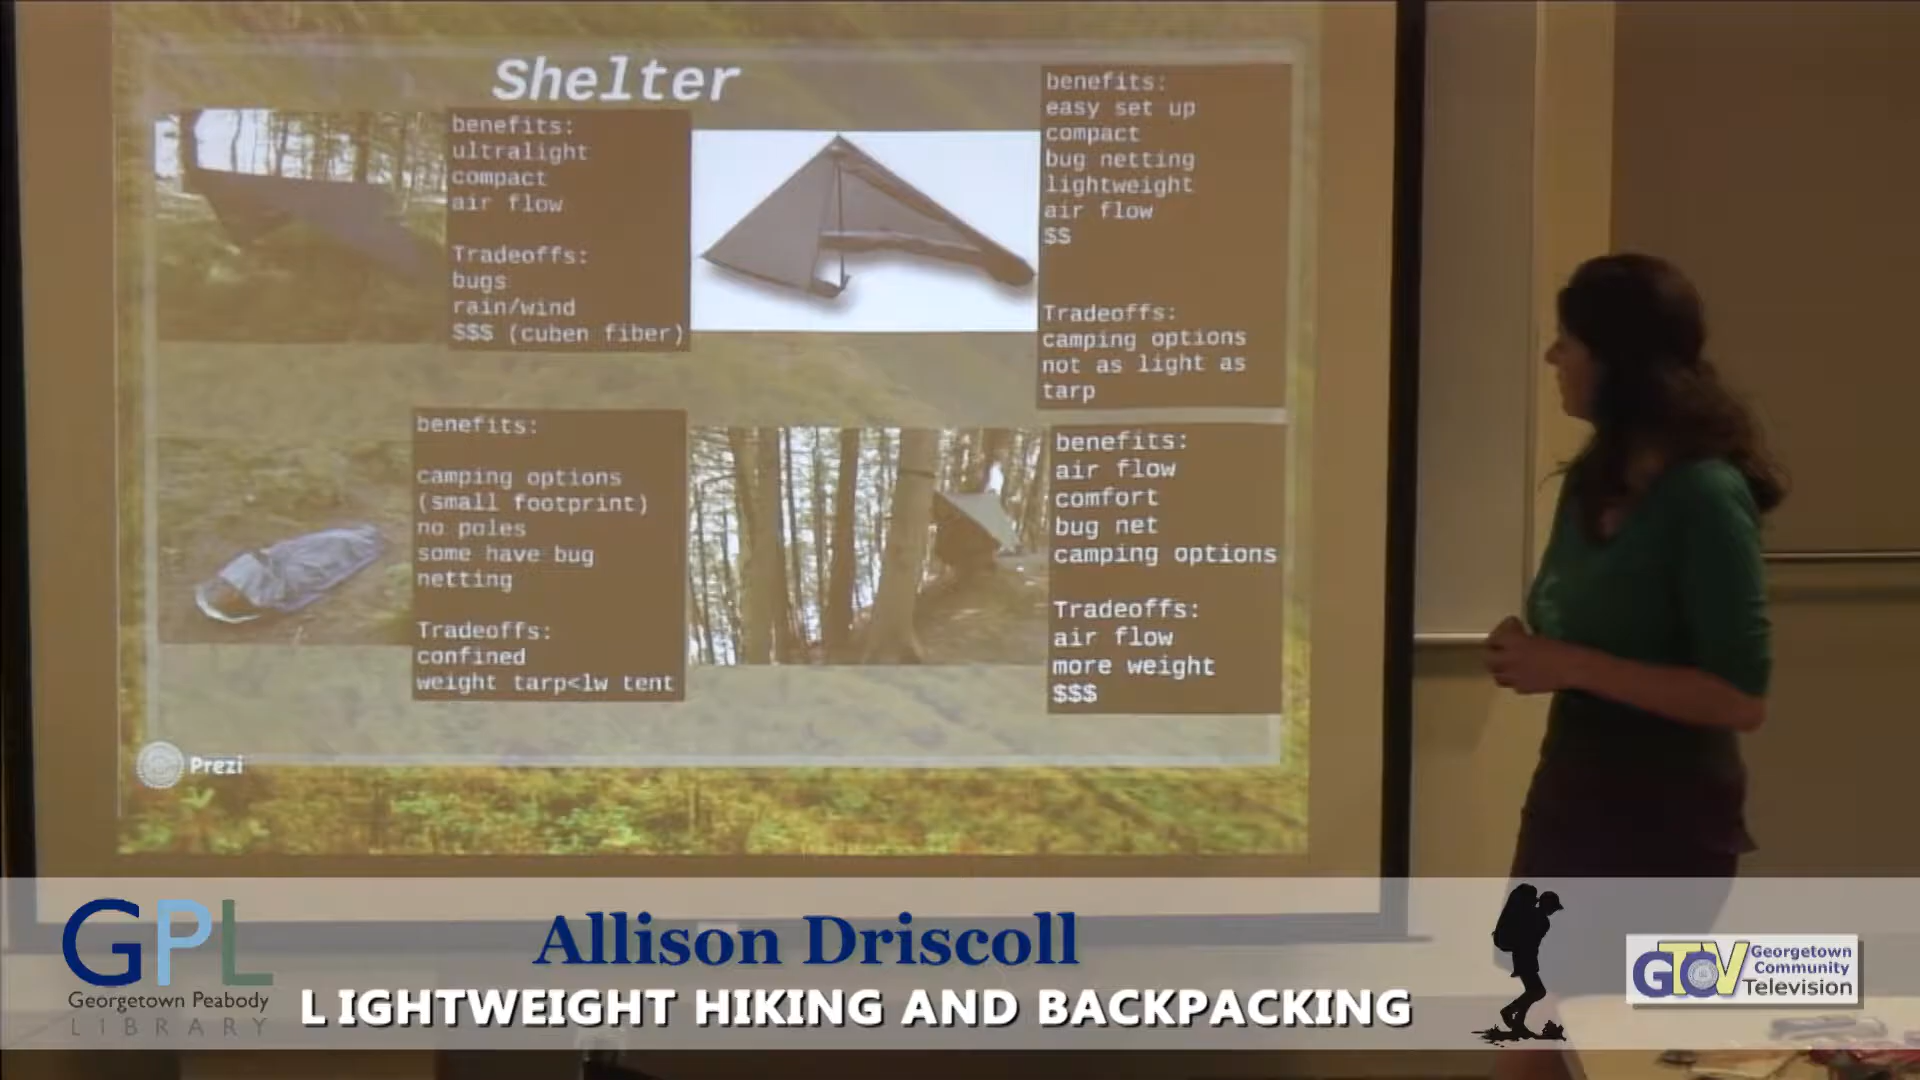 Shelter
benefits:
ultralight
compact
air flow
Tradeoffs:
bugs
rain/wind
$$$ (cuben fiber)
benefits:
easy set up
compact
bug netting
lightweight
air flow
$$
Tradeoffs:
camping options
not as light as
tarp
benefits:
camping options
(small footprint)
no poles
some have bug
netting
Tradeoffs:
confined
weight tarp<lw tent
benefits:
air flow
comfort
bug net
camping options
Tradeoffs:
air flow
more weight
$$$
Prezi
GPL
Georgetown Peabody
LIBRARY
Allison Driscoll
LIGHTWEIGHT HIKING AND BACKPACKING
GCTV
Georgetown
Community
Television